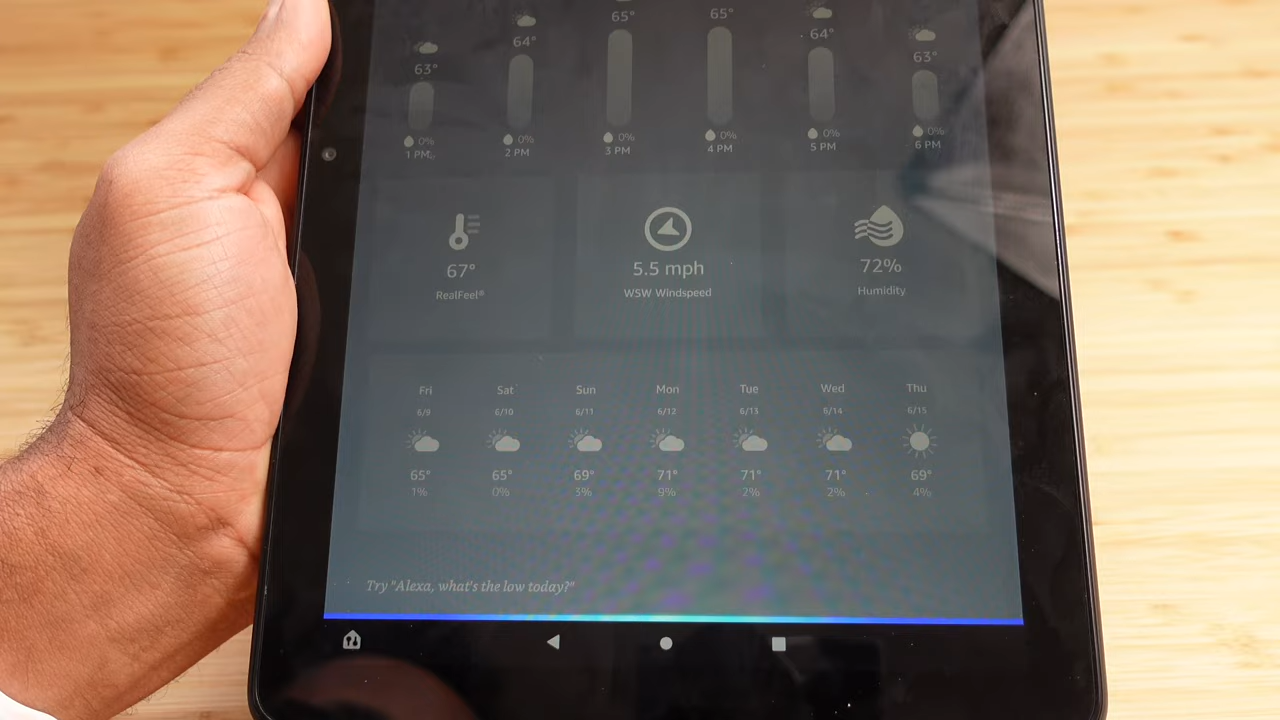 65° 65°
64° 64°
63° 63°
0% 0% 0% 0% 0% 0%
1 PM 2 PM 3 PM 4 PM 5 PM 6 PM
67° 5.5 mph 72%
RealFeel® WSW Windspeed Humidity
Fri Sat Sun Mon Tue Wed Thu
6/9 6/10 6/11 6/12 6/13 6/14 6/15
65° 65° 69° 71° 71° 71° 69°
1% 0% 3% 9% 2% 2% 4%
Try "Alexa, what's the low today?"